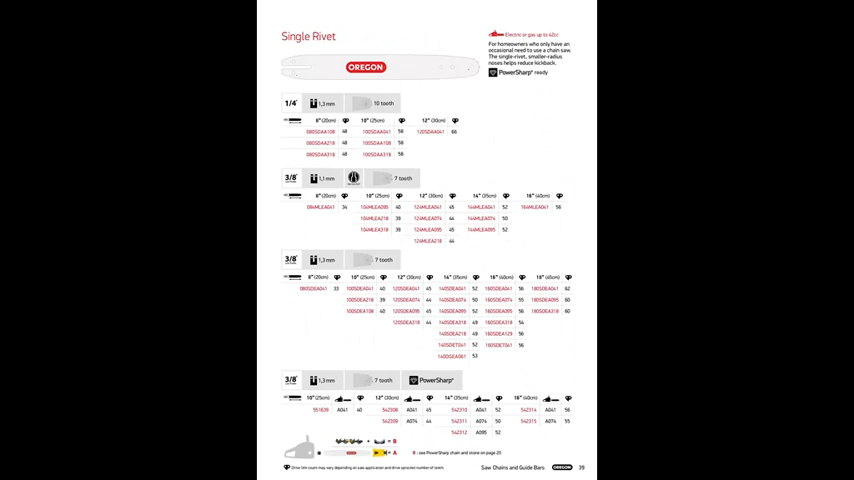 Single Rivet
Electric or gas up to 42cc
For homeowners who only have an
occasional need to use a chain saw.
The single-rivet, smaller-radius
noses helps reduce kickback.
PowerSharp® ready
OREGON
1/4" 1,3 mm 10 tooth
8" (20cm) 10" (25cm) 12" (30cm)
080SDAA108 48 100SDAA041 58 120SDAA041 66
080SDAA218 48 100SDAA108 58
080SDAA318 48 100SDAA318 58
3/8" 1,1 mm 7 tooth
8" (20cm) 10" (25cm) 12" (30cm) 14" (35cm) 16" (40cm)
084MLEA041 34 104MLEA095 40 124MLEA041 45 144MLEA041 52 164MLEA041 56
104MLEA218 39 124MLEA074 44 144MLEA074 50
104MLEA318 39 124MLEA095 45 144MLEA095 52
124MLEA218 44
3/8" 1,3 mm 7 tooth
8" (20cm) 10" (25cm) 12" (30cm) 14" (35cm) 16" (40cm) 18" (45cm)
080SDEA041 33 100SDEA041 40 120SDEA041 45 140SDEA041 52 160SDEA041 56 180SDEA041 62
100SDEA218 39 120SDEA074 44 140SDEA074 50 160SDEA074 55 180SDEA095 60
100SDEA108 40 120SDEA095 45 140SDEA095 52 160SDEA095 56 180SDEA318 60
120SDEA318 44 140SDEA318 49 160SDEA318 54
140SDEA218 49 160SDEA129 56
140SDET041 52 160SDET041 56
140DGEA061 53
3/8" 1,3 mm 7 tooth PowerSharp®
10" (25cm) 12" (30cm) 14" (35cm) 16" (40cm)
551639 A041 40 542308 A041 45 542310 A041 52 542314 A041 56
542309 A074 44 542311 A074 50 542315 A074 55
542312 A095 52
+ = B
= A
B : see PowerSharp chain and stone on page 20
Drive link count may vary depending on saw application and drive sprocket number of teeth.
Saw Chains and Guide Bars OREGON 39